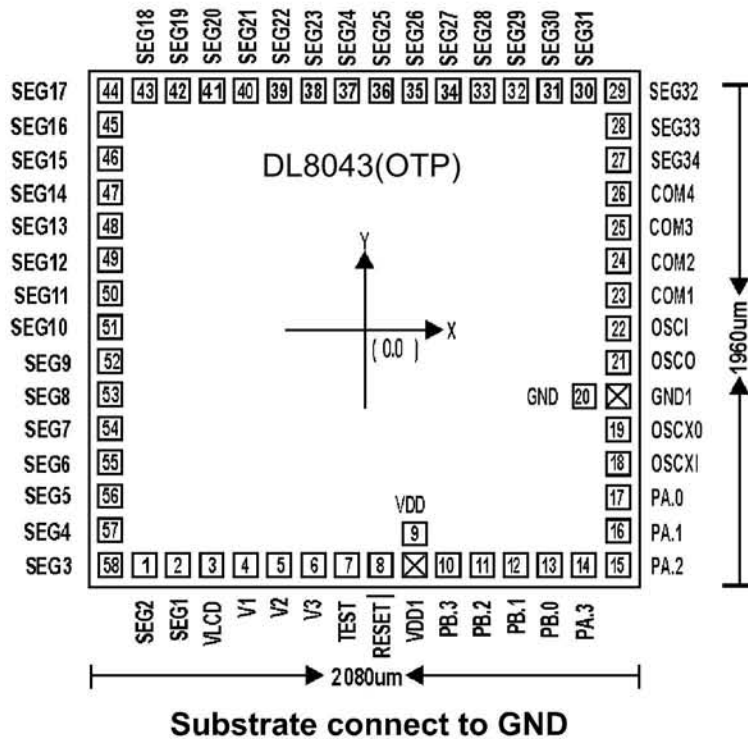 SEG18 SEG19 SEG20 SEG21 SEG22 SEG23 SEG24 SEG25 SEG26 SEG27 SEG28 SEG29 SEG30 SEG31
SEG17 44 43 42 41 40 39 38 37 36 35 34 33 32 31 30 29 SEG32
SEG16 45 28 SEG33
SEG15 46 DL8043(OTP) 27 SEG34
SEG14 47 26 COM4
SEG13 48 25 COM3
Y
SEG12 49 24 COM2
SEG11 50 23 COM1
SEG10 51 X 22 OSCI
(0.0)
SEG9 52 21 OSCO
1960um
SEG8 53 GND 20 GND1
SEG7 54 19 OSCX0
SEG6 55 18 OSCXI
SEG5 56 17 PA.0
VDD
SEG4 57 9 16 PA.1
SEG3 58 1 2 3 4 5 6 7 8 10 11 12 13 14 15 PA.2
SEG2 SEG1 VLCD V1 V2 V3 TEST RESET VDD1 PB.3 PB.2 PB.1 PB.0 PA.3
2080um
Substrate connect to GND